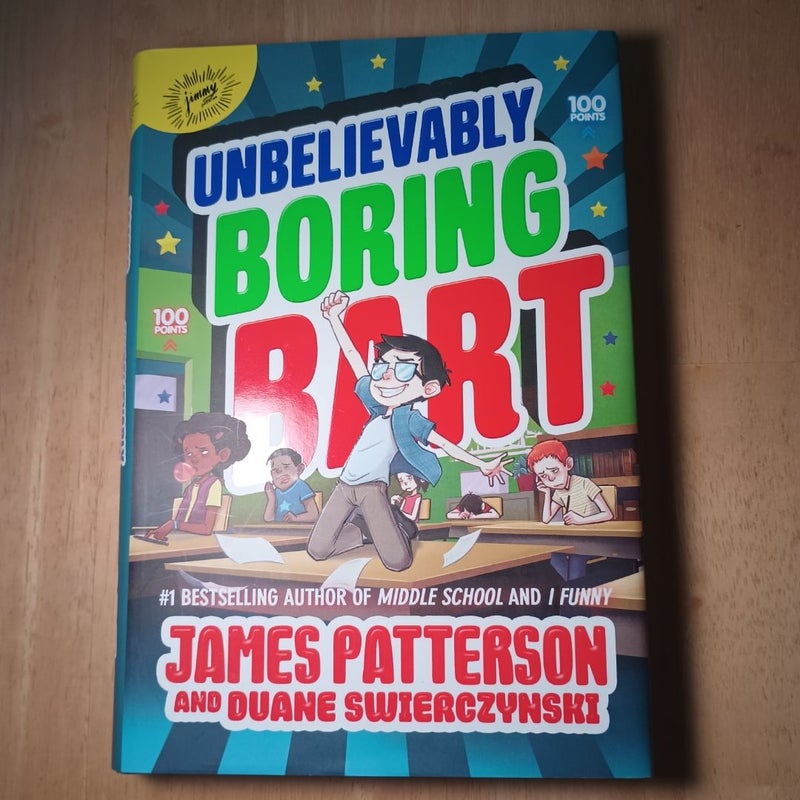 jimmy
100
POINTS
UNBELIEVABLY
BORING
BART
100
POINTS
#1 BESTSELLING AUTHOR OF MIDDLE SCHOOL AND I FUNNY
JAMES PATTERSON
AND DUANE SWIERCZYNSKI